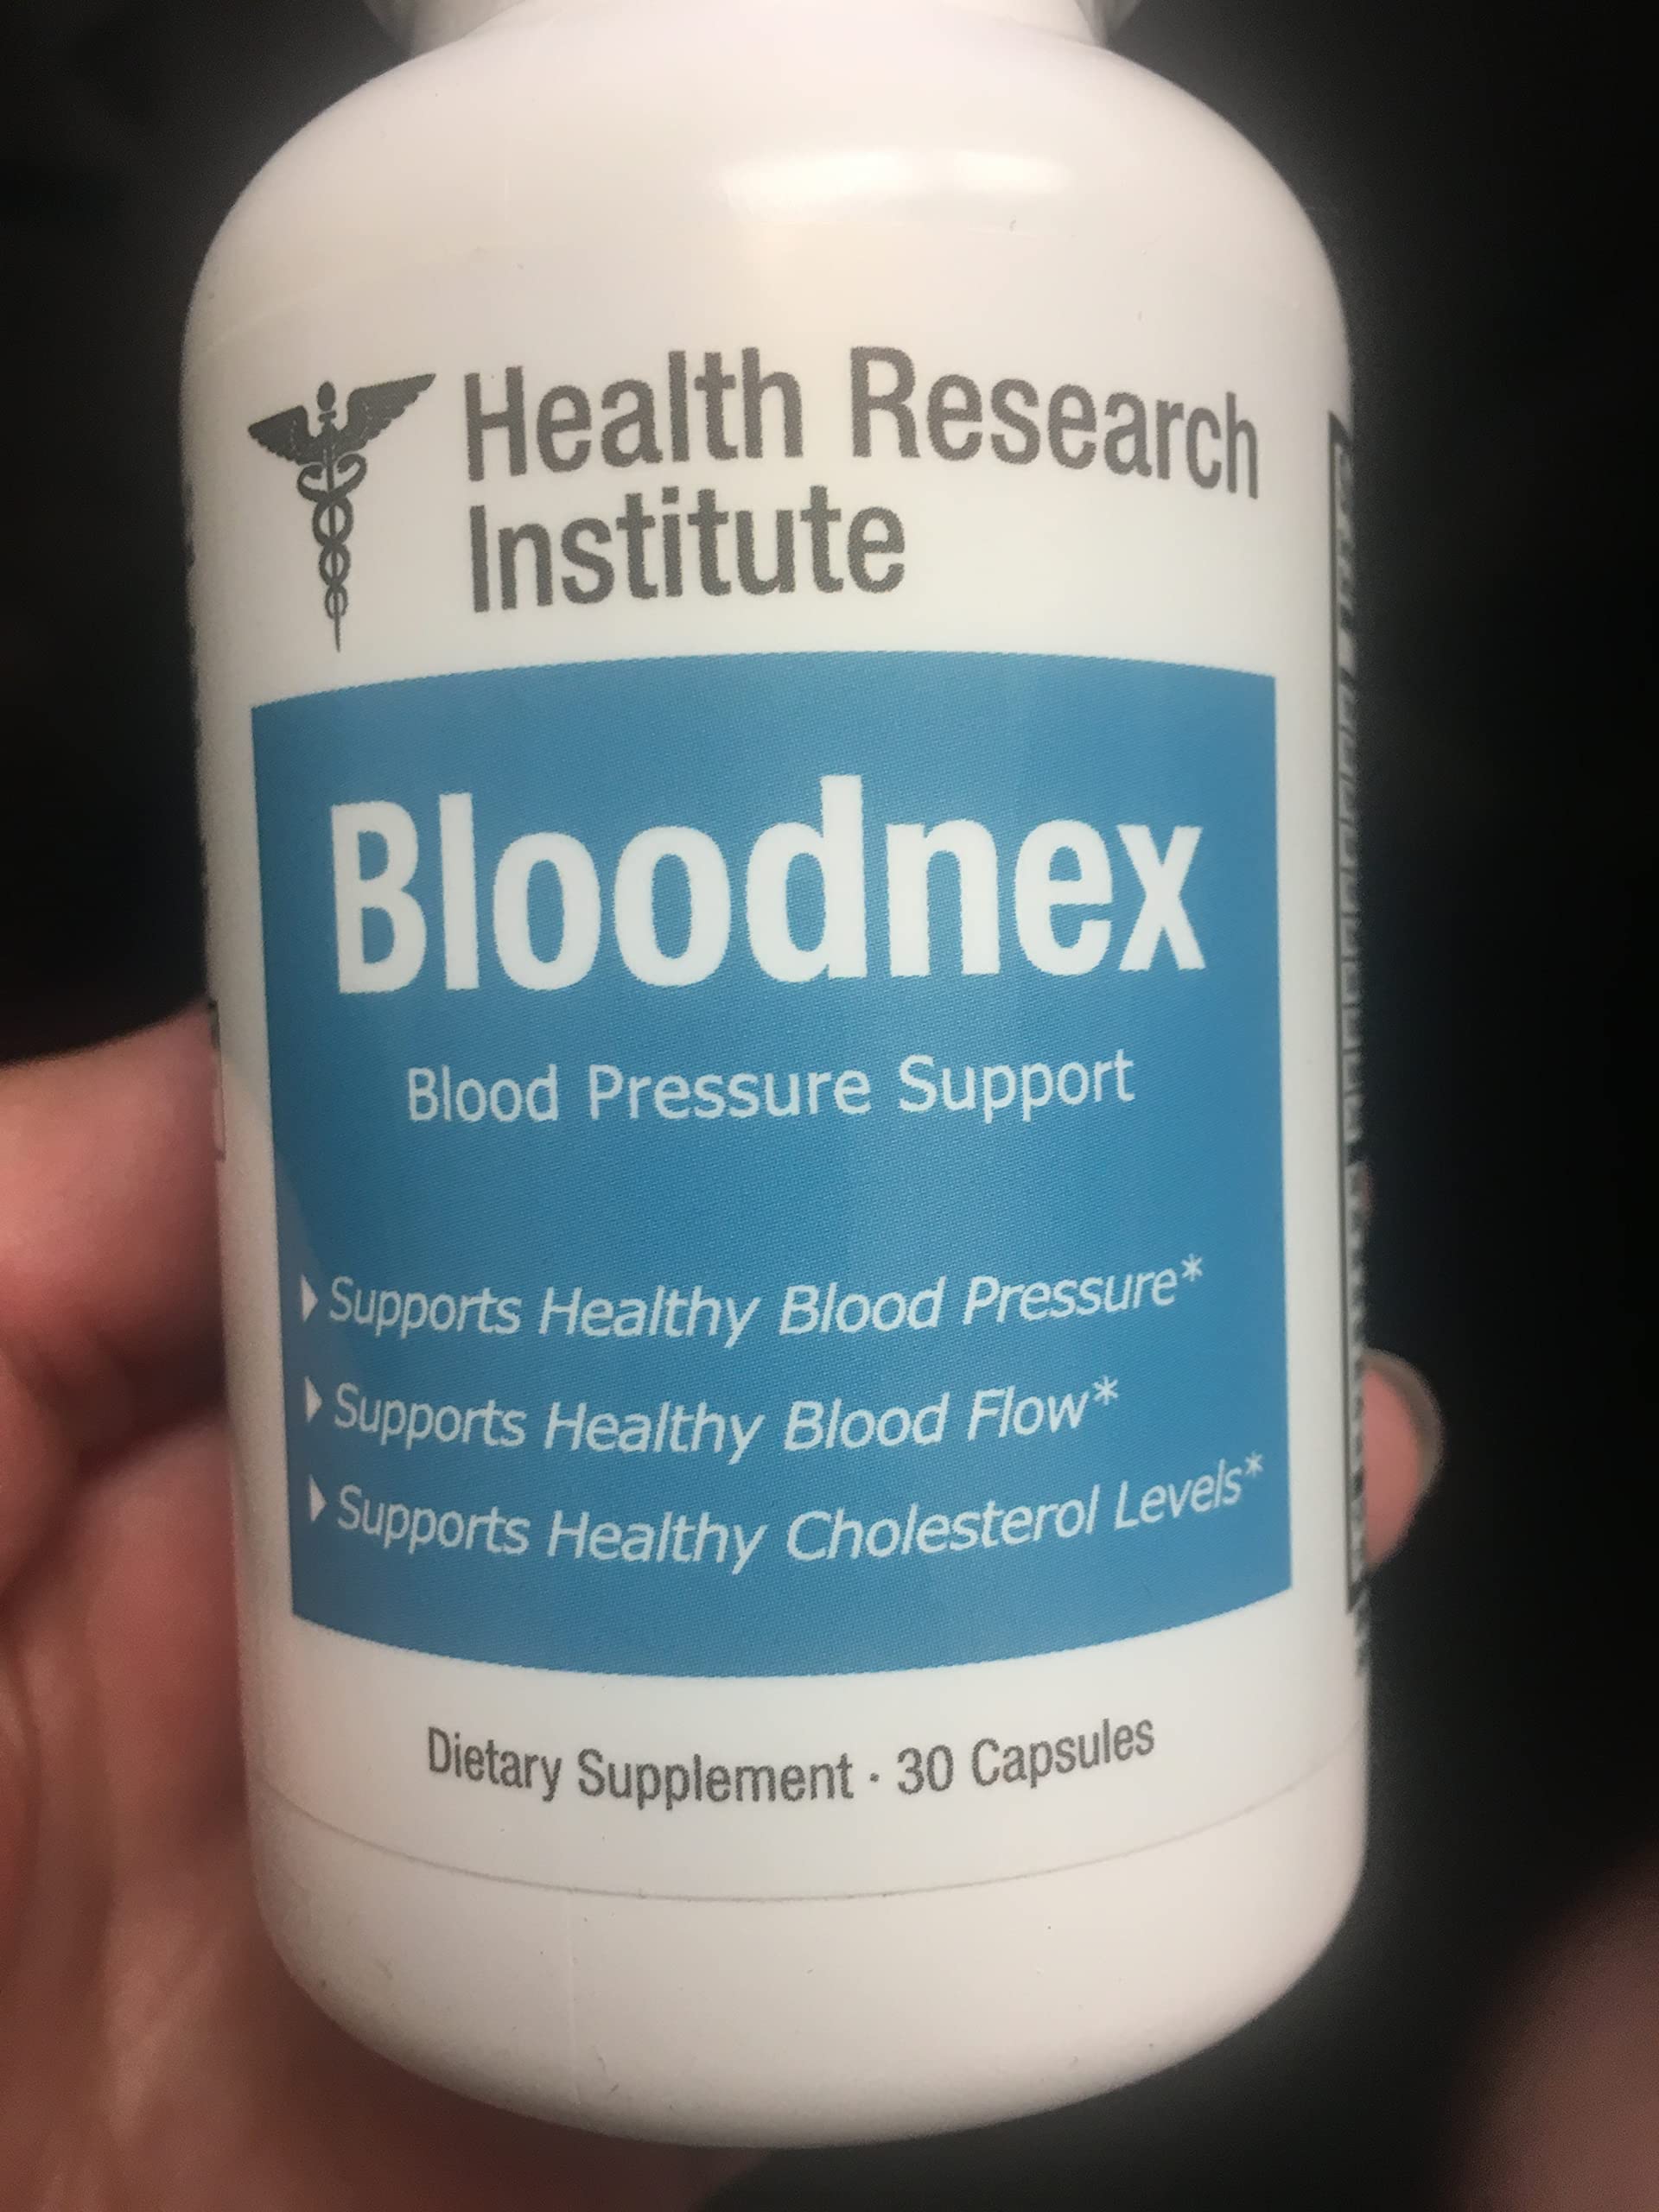 Health Research
Institute
Bloodnex
Blood Pressure Support
Supports Healthy Blood Pressure*
Supports Healthy Blood Flow*
Supports Healthy Cholesterol Levels*
Dietary Supplement · 30 Capsules